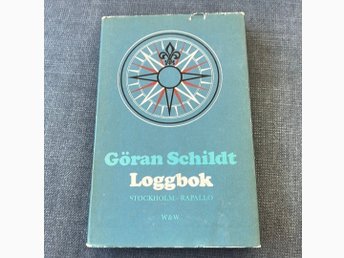 Göran Schildt
Loggbok
STOCKHOLM - RAPALLO
W&W